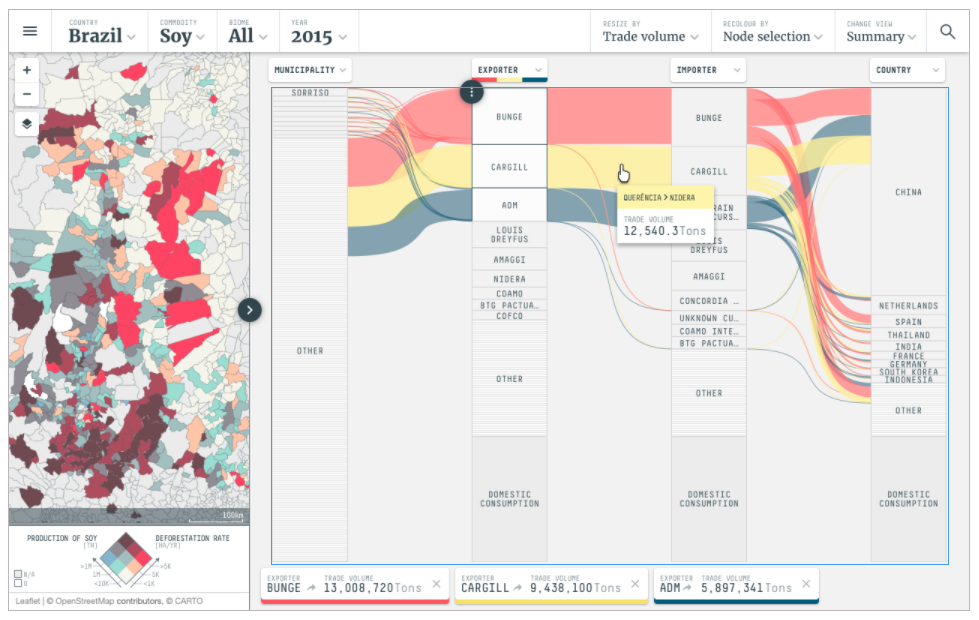 COUNTRY
Brazil
COMMODITY
Soy
BIOME
All
YEAR
2015
RESIZE BY
Trade volume
RECOLOUR BY
Node selection
CHANGE VIEW
Summary
+
−
MUNICIPALITY
EXPORTER
IMPORTER
COUNTRY
SORRISO
OTHER
BUNGE
CARGILL
ADM
LOUIS
DREYFUS
AMAGGI
NIDERA
COAMO
BTG PACTUA…
COFCO
OTHER
DOMESTIC
CONSUMPTION
BUNGE
CARGILL
RAIN
CURS…
DREYFUS
AMAGGI
CONCORDIA …
UNKNOWN CU…
COAMO INTE…
BTG PACTUA…
OTHER
DOMESTIC
CONSUMPTION
QUERÊNCIA > NIDERA
TRADE VOLUME
12,540.3Tons
CHINA
NETHERLANDS
SPAIN
THAILAND
INDIA
FRANCE
GERMANY
SOUTH KOREA
INDONESIA
OTHER
DOMESTIC
CONSUMPTION
100km
PRODUCTION OF SOY
[TN]
DEFORESTATION RATE
[HA/YR]
>1M
1M
<10K
>5K
5K
<1K
N/A
0
Leaflet | © OpenStreetMap contributors, © CARTO
EXPORTER
BUNGE
TRADE VOLUME
13,008,720Tons
EXPORTER
CARGILL
TRADE VOLUME
9,438,100Tons
EXPORTER
ADM
TRADE VOLUME
5,897,341Tons